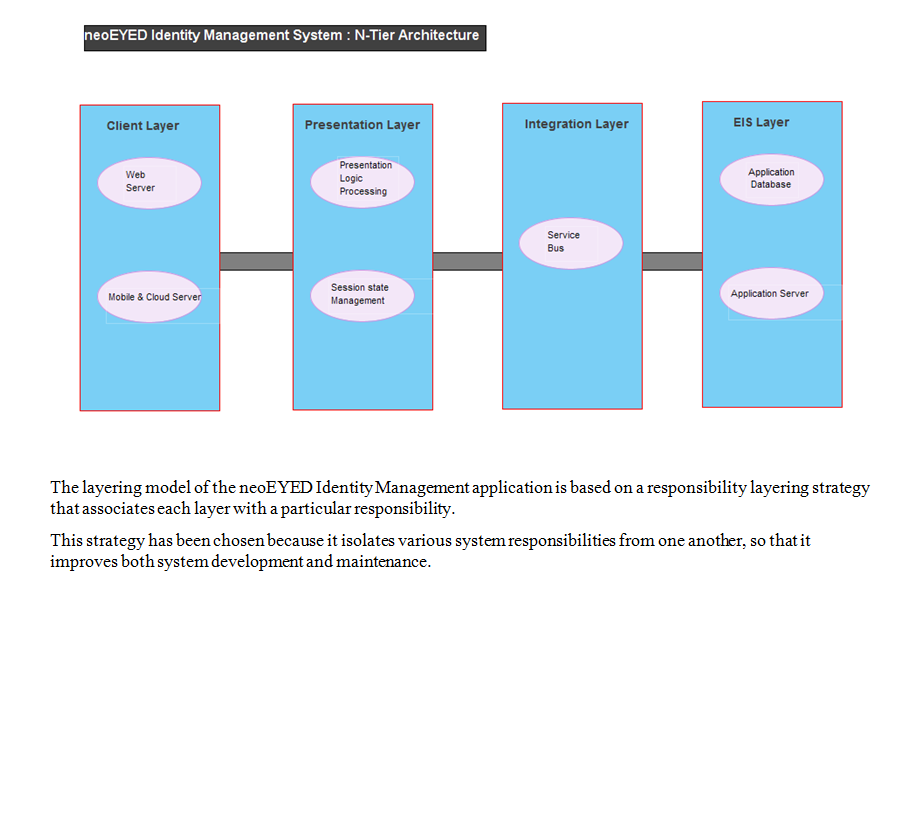 neoEYED Identity Management System : N-Tier Architecture
Client Layer
Web
Server
Mobile & Cloud Server
Presentation Layer
Presentation
Logic
Processing
Session state
Management
Integration Layer
Service
Bus
EIS Layer
Application
Database
Application Server
The layering model of the neoEYED Identity Management application is based on a responsibility layering strategy
that associates each layer with a particular responsibility.
This strategy has been chosen because it isolates various system responsibilities from one another, so that it
improves both system development and maintenance.